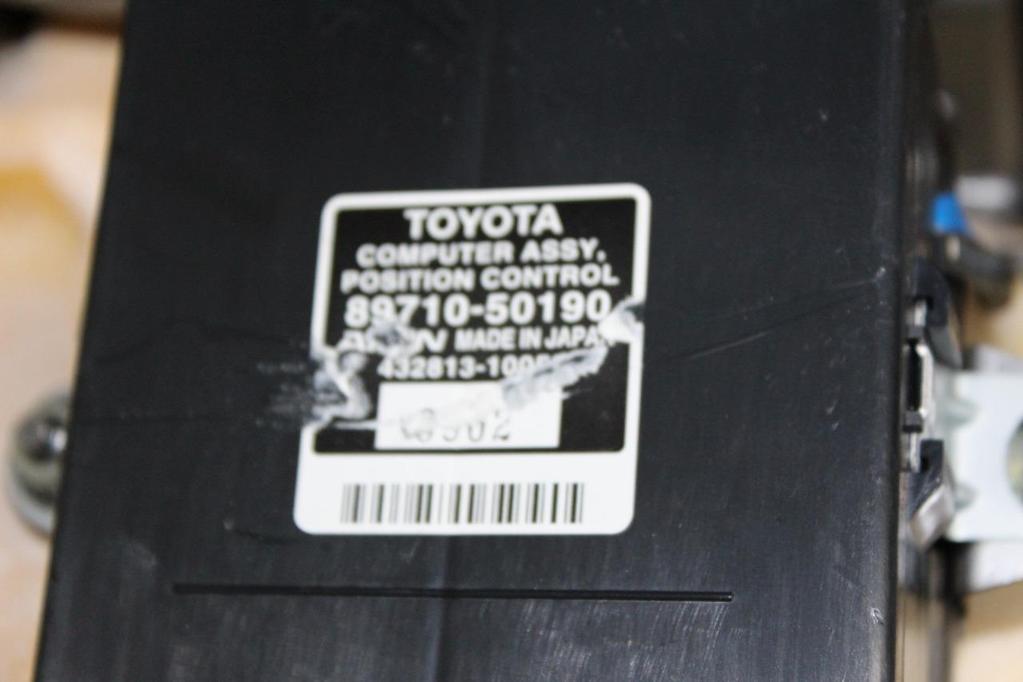 TOYOTA
COMPUTER ASSY,
POSITION CONTROL
89710-50190
MADE IN JAPAN